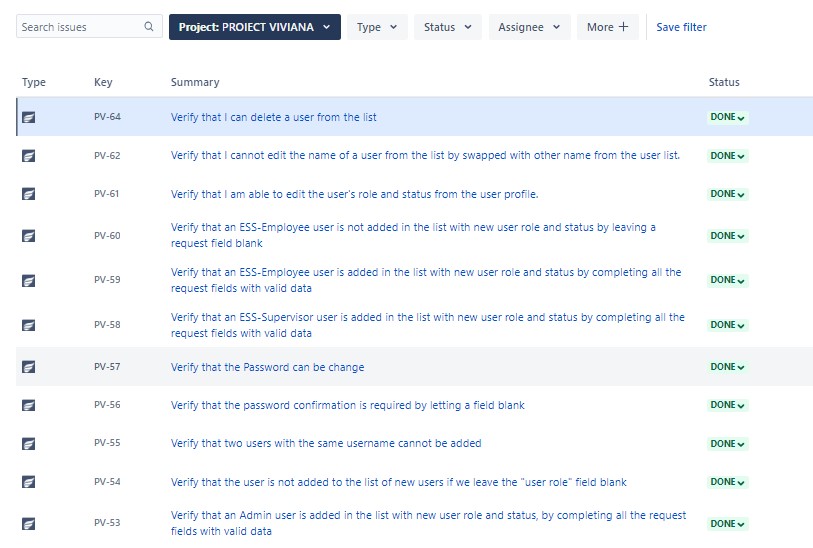 Search issues
Project: PROIECT VIVIANA
Type
Status
Assignee
More +
Save filter
Type Key Summary Status
PV-64 Verify that I can delete a user from the list DONE
PV-62 Verify that I cannot edit the name of a user from the list by swapped with other name from the user list. DONE
PV-61 Verify that I am able to edit the user's role and status from the user profile. DONE
PV-60 Verify that an ESS-Employee user is not added in the list with new user role and status by leaving a DONE
request field blank
PV-59 Verify that an ESS-Employee user is added in the list with new user role and status by completing all the DONE
request fields with valid data
PV-58 Verify that an ESS-Supervisor user is added in the list with new user role and status by completing all the DONE
request fields with valid data
PV-57 Verify that the Password can be change DONE
PV-56 Verify that the password confirmation is required by letting a field blank DONE
PV-55 Verify that two users with the same username cannot be added DONE
PV-54 Verify that the user is not added to the list of new users if we leave the "user role" field blank DONE
PV-53 Verify that an Admin user is added in the list with new user role and status, by completing all the request DONE
fields with valid data